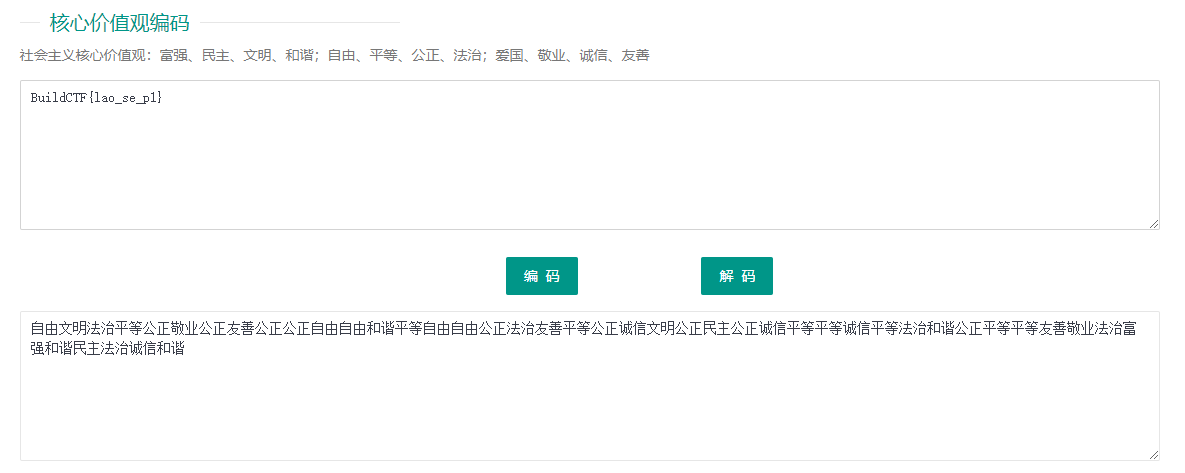 核心价值观编码
社会主义核心价值观：富强、民主、文明、和谐；自由、平等、公正、法治；爱国、敬业、诚信、友善
BuildCTF{lao_se_p1}
编 码
解 码
自由文明法治平等公正敬业公正友善公正公正自由自由和谐平等自由自由公正法治友善平等公正诚信文明公正民主公正诚信平等平等诚信平等法治和谐公正平等平等友善敬业法治富
强和谐民主法治诚信和谐